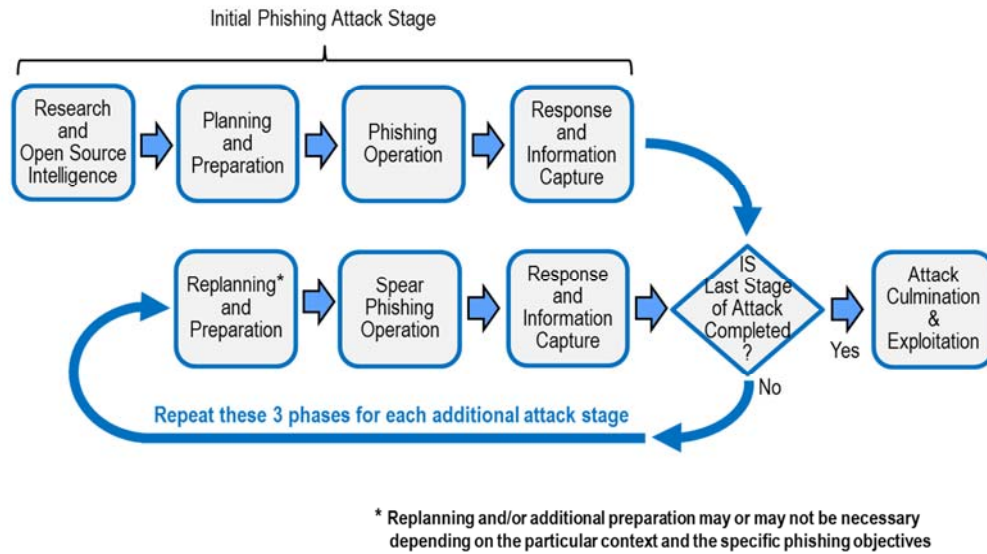 Initial Phishing Attack Stage
Research
and
Open Source
Intelligence
Planning
and
Preparation
Phishing
Operation
Response
and
Information
Capture
Replanning*
and
Preparation
Spear
Phishing
Operation
Response
and
Information
Capture
IS
Last Stage
of Attack
Completed
?
Yes
Attack
Culmination
&
Exploitation
No
Repeat these 3 phases for each additional attack stage
* Replanning and/or additional preparation may or may not be necessary
depending on the particular context and the specific phishing objectives